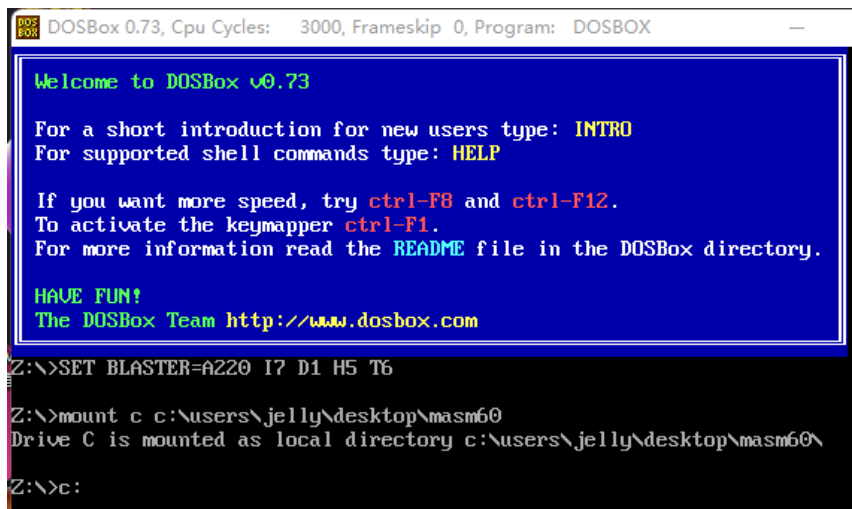 DOS BOX
DOSBox 0.73, Cpu Cycles: 3000, Frameskip 0, Program: DOSBOX
Welcome to DOSBox v0.73
For a short introduction for new users type: INTRO
For supported shell commands type: HELP
If you want more speed, try ctrl-F8 and ctrl-F12.
To activate the keymapper ctrl-F1.
For more information read the README file in the DOSBox directory.
HAVE FUN!
The DOSBox Team http://www.dosbox.com
Z:\>SET BLASTER=A220 I7 D1 H5 T6
Z:\>mount c c:\users\jelly\desktop\masm60
Drive C is mounted as local directory c:\users\jelly\desktop\masm60\
Z:\>c: